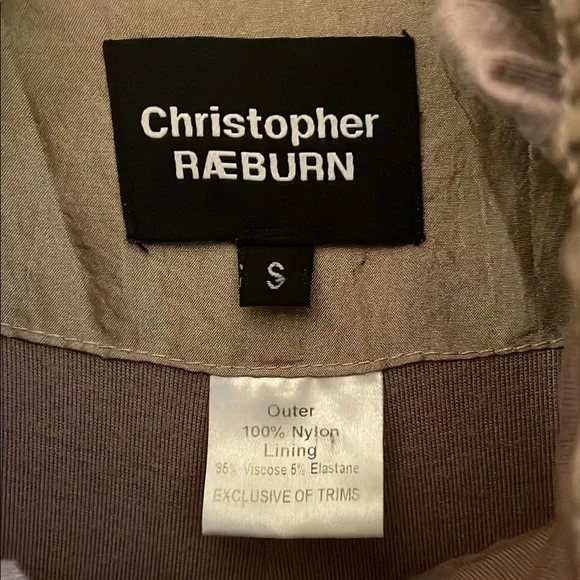 Christopher
RÆBURN
S
Outer
100% Nylon
Lining
95% Viscose 5% Elastane
EXCLUSIVE OF TRIMS